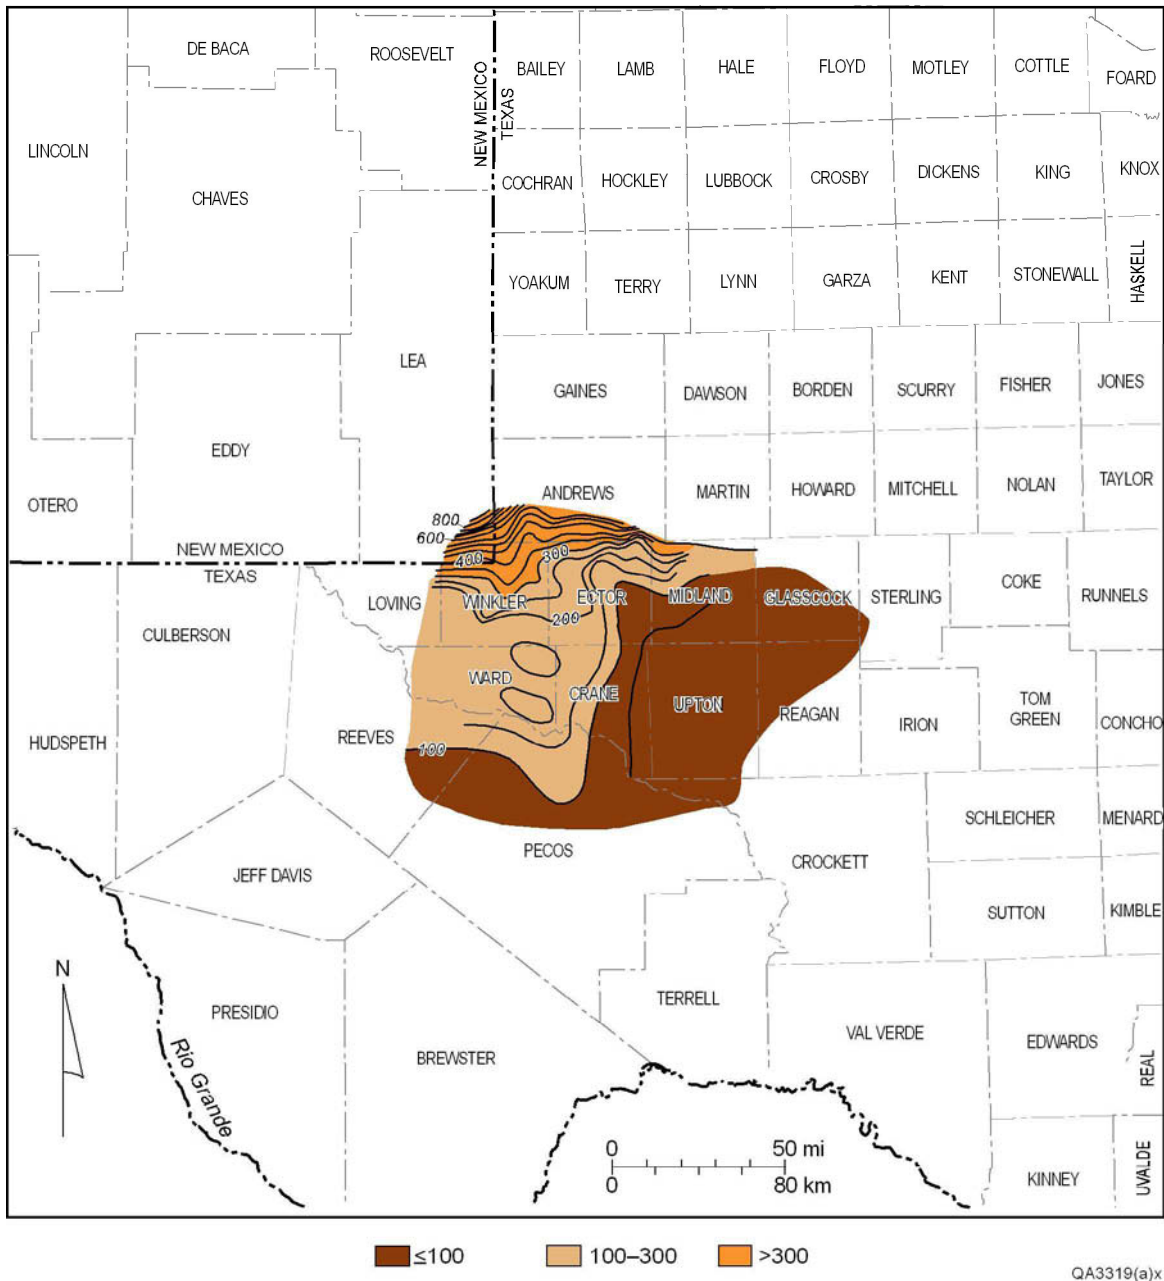 DE BACA
ROOSEVELT
NEW MEXICO
TEXAS
BAILEY
LAMB
HALE
FLOYD
MOTLEY
COTTLE
FOARD
LINCOLN
CHAVES
COCHRAN
HOCKLEY
LUBBOCK
CROSBY
DICKENS
KING
KNOX
YOAKUM
TERRY
LYNN
GARZA
KENT
STONEWALL
HASKELL
LEA
GAINES
DAWSON
BORDEN
SCURRY
FISHER
JONES
EDDY
OTERO
ANDREWS
MARTIN
HOWARD
MITCHELL
NOLAN
TAYLOR
800
600
400
300
NEW MEXICO
TEXAS
LOVING
WINKLER
ECTOR
MIDLAND
GLASSCOCK
STERLING
COKE
RUNNELS
200
CULBERSON
WARD
CRANE
UPTON
REAGAN
IRION
TOM
GREEN
CONCHO
HUDSPETH
REEVES
100
SCHLEICHER
MENARD
PECOS
CROCKETT
JEFF DAVIS
SUTTON
KIMBLE
N
PRESIDIO
TERRELL
VAL VERDE
EDWARDS
REAL
BREWSTER
Rio Grande
0 50 mi
0 80 km
KINNEY
UVALDE
≤100
100–300
>300
QA3319(a)x